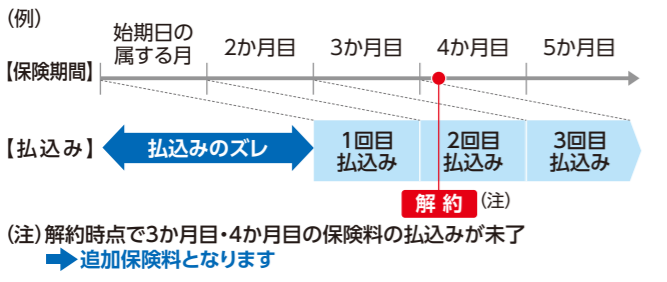 (例)
始期日の
属する月
2か月目
3か月目
4か月目
5か月目
【保険期間】
【払込み】
払込みのズレ
1回目
払込み
2回目
払込み
3回目
払込み
解約
(注)
(注)解約時点で3か月目・4か月目の保険料の払込みが未了
追加保険料となります